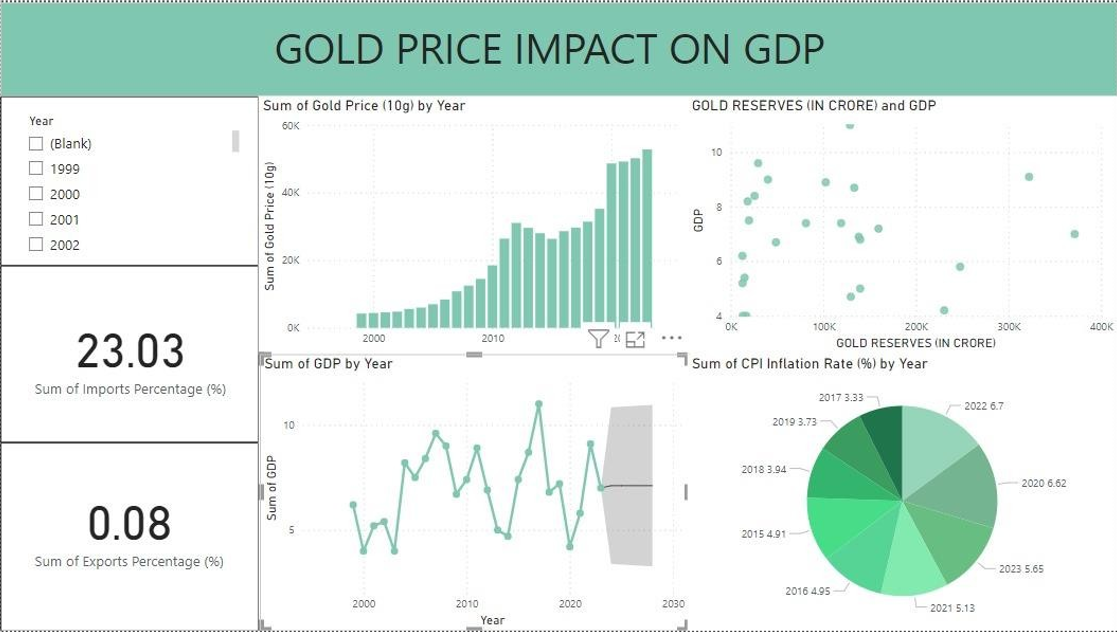 GOLD PRICE IMPACT ON GDP
Year
(Blank)
1999
2000
2001
2002
23.03
Sum of Imports Percentage (%)
0.08
Sum of Exports Percentage (%)
Sum of Gold Price (10g) by Year
Sum of Gold Price (10g)
60K
40K
20K
0K
2000
2010
GOLD RESERVES (IN CRORE) and GDP
GDP
10
8
6
4
0K
100K
200K
300K
400K
GOLD RESERVES (IN CRORE)
Sum of GDP by Year
Sum of GDP
10
5
2000
2010
2020
2030
Year
Sum of CPI Inflation Rate (%) by Year
2017 3.33
2022 6.7
2019 3.73
2018 3.94
2020 6.62
2015 4.91
2023 5.65
2016 4.95
2021 5.13